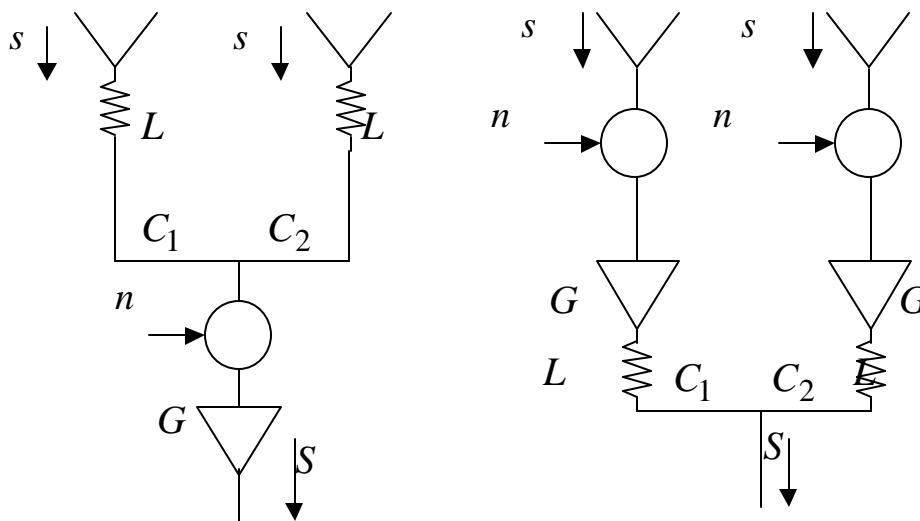 s s s s
L L n n
C₁ C₂
n
G G G
L C₁ C₂ L
S S